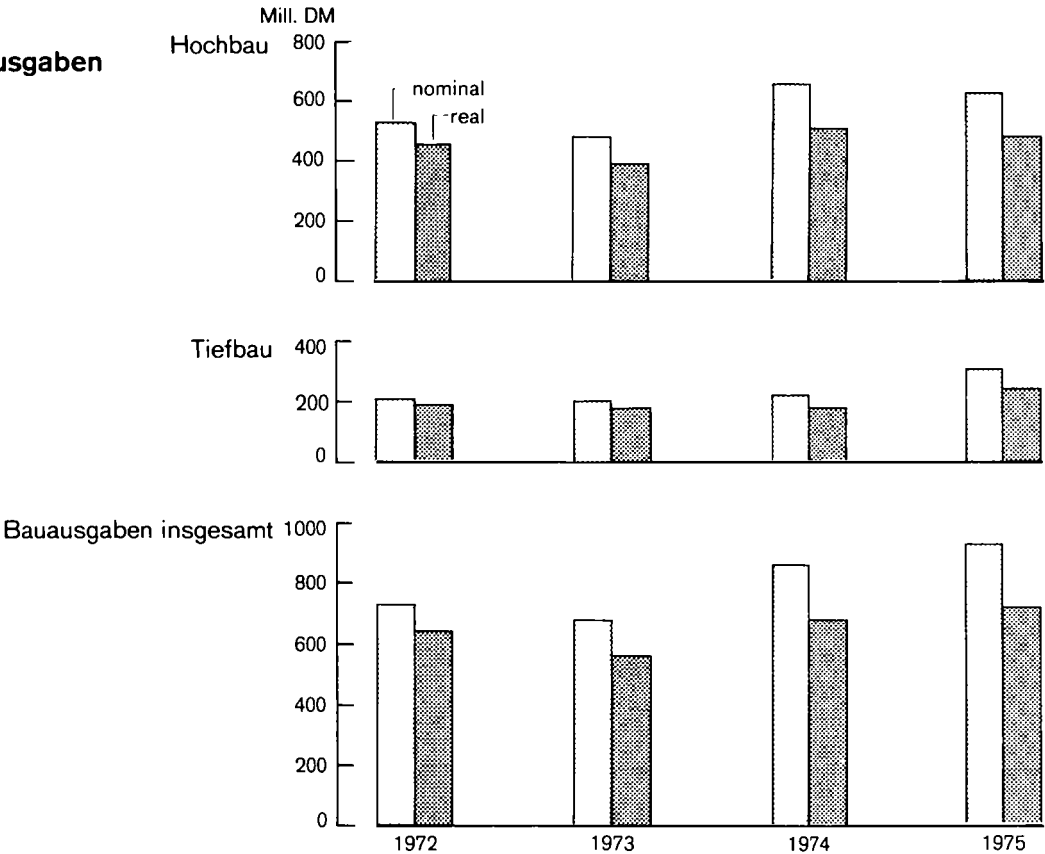 Mill. DM
Hochbau 800
usgaben
600
nominal
real
400
200
0
Tiefbau 400
200
0
Bauausgaben insgesamt 1000
800
600
400
200
0
1972 1973 1974 1975